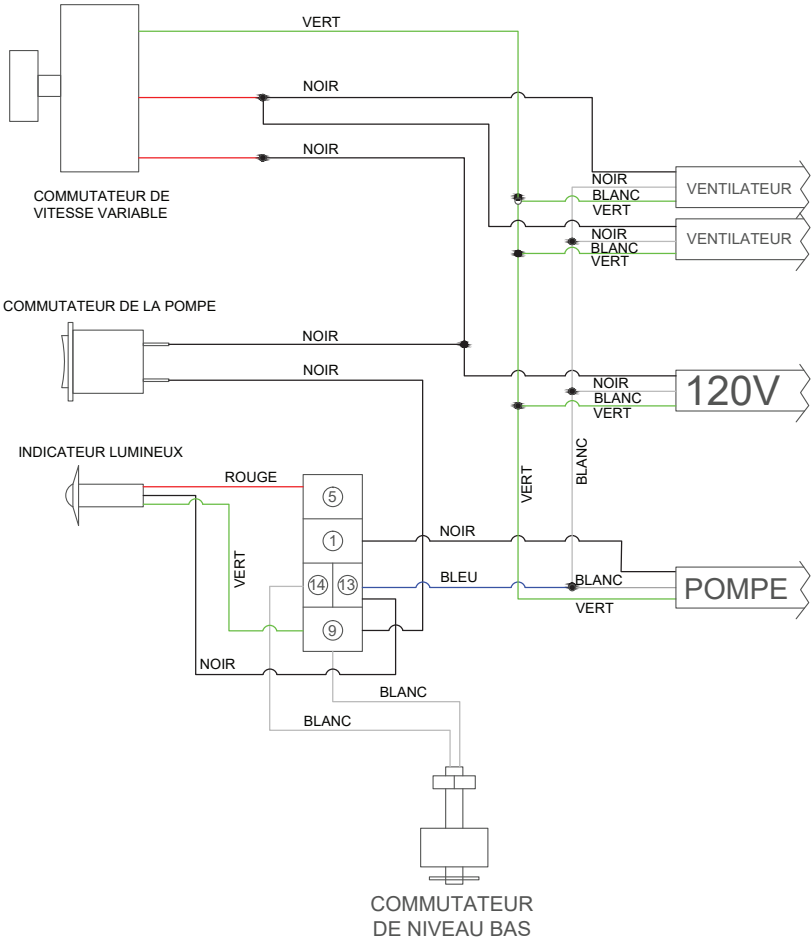 VERT
NOIR
NOIR
COMMUTATEUR DE
VITESSE VARIABLE
NOIR
BLANC
VERT
VENTILATEUR
NOIR
BLANC
VERT
VENTILATEUR
COMMUTATEUR DE LA POMPE
NOIR
NOIR
NOIR
BLANC
VERT
120V
INDICATEUR LUMINEUX
ROUGE
VERT
BLANC
VERT
5
1
14
13
9
NOIR
BLEU
BLANC
VERT
POMPE
NOIR
BLANC
BLANC
COMMUTATEUR
DE NIVEAU BAS